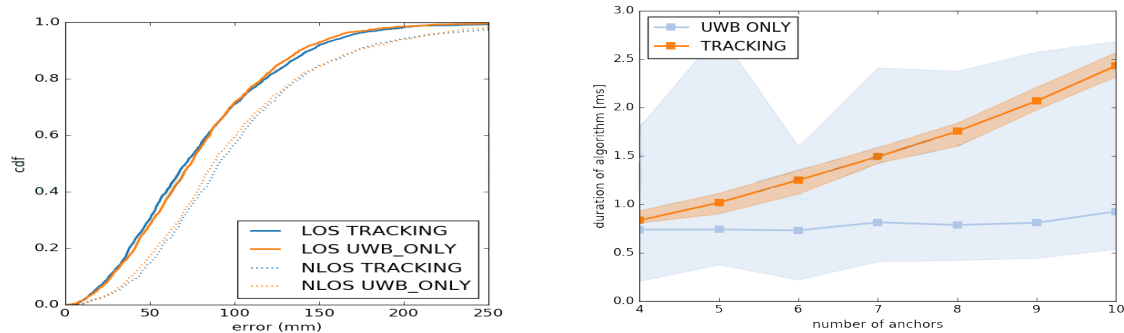 1.0
0.8
0.6
0.4
0.2
0.0
cdf
LOS TRACKING
LOS UWB_ONLY
NLOS TRACKING
NLOS UWB_ONLY
0 50 100 150 200 250
error (mm)
3.0
2.5
2.0
1.5
1.0
0.5
0.0
duration of algorithm [ms]
UWB ONLY
TRACKING
4 5 6 7 8 9 10
number of anchors